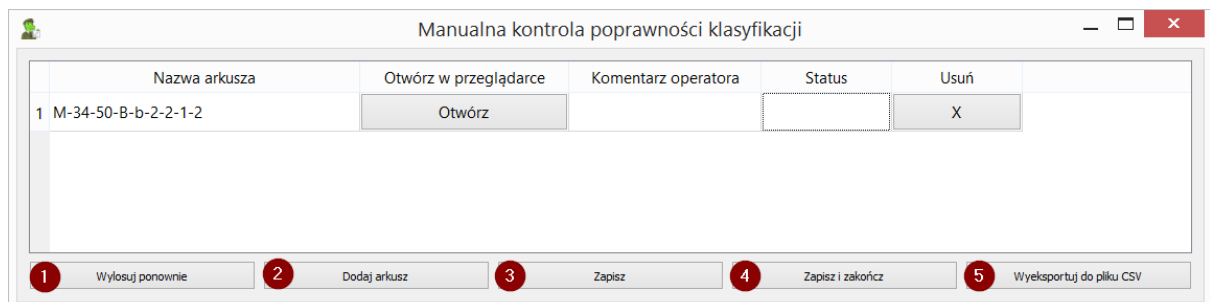 Manualna kontrola poprawności klasyfikacji
Nazwa arkusza Otwórz w przeglądarce Komentarz operatora Status Usuń
1 M-34-50-B-b-2-2-1-2 Otwórz X
1 Wylosuj ponownie 2 Dodaj arkusz 3 Zapisz 4 Zapisz i zakończ 5 Wyeksportuj do pliku CSV